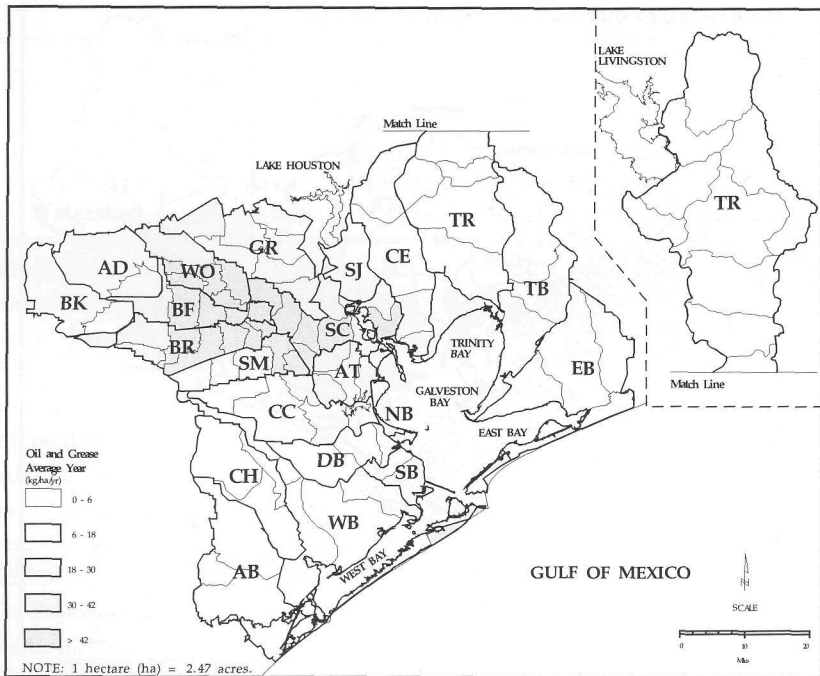 LAKE
LIVINGSTON
Match Line
LAKE HOUSTON
TR
TR
GR
SJ
CE
AD
WO
TB
BK
BF
SC
TRINITY
BAY
BR
SM
AT
EB
GALVESTON
BAY
NB
Match Line
CC
EAST BAY
DB
SB
CH
Oil and Grease
Average Year
(kg/ha/yr)
0 - 6
6 - 18
18 - 30
30 - 42
> 42
WB
WEST BAY
AB
GULF OF MEXICO
SCALE
0 10 20
NOTE: 1 hectare (ha) = 2.47 acres.